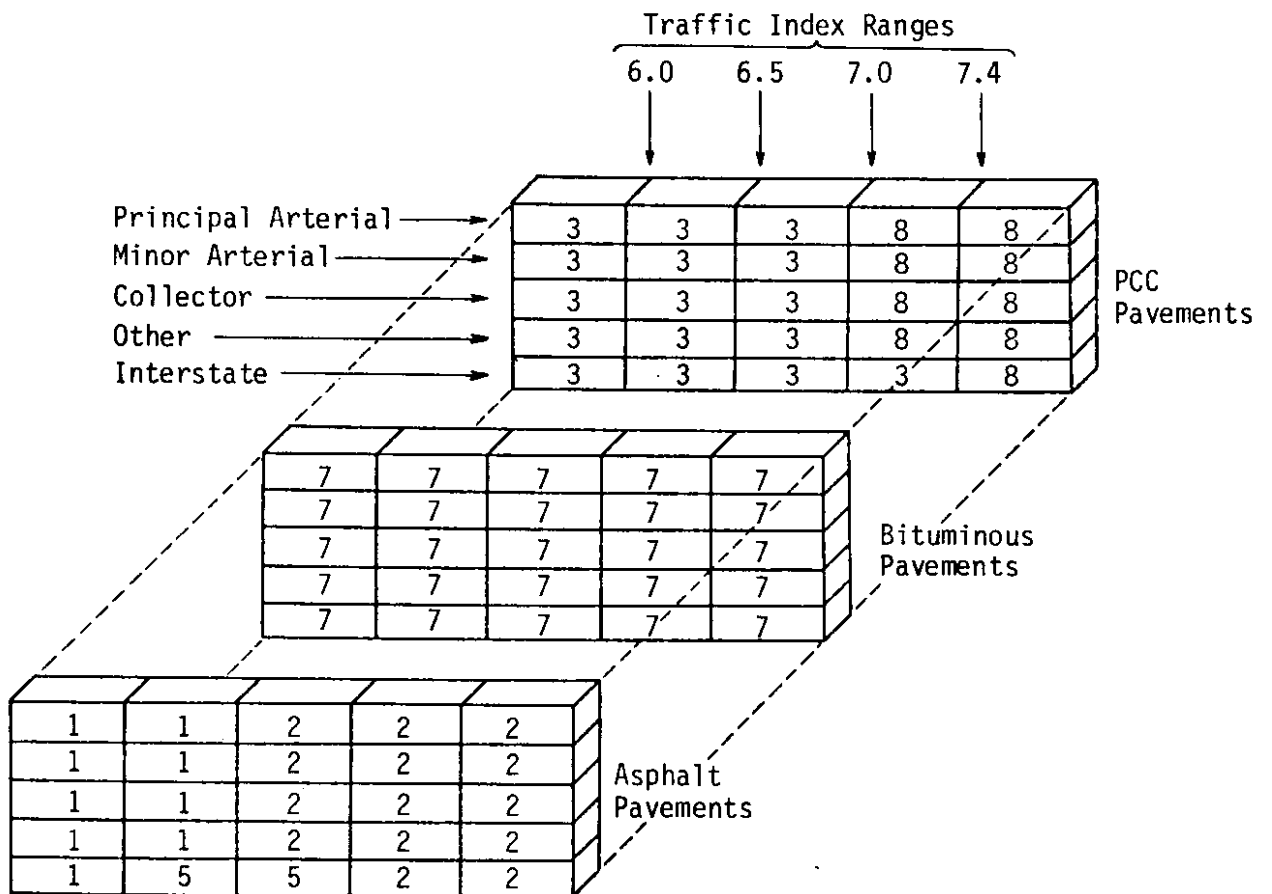 Traffic Index Ranges
6.0 6.5 7.0 7.4
Principal Arterial
Minor Arterial
Collector
Other
Interstate
3 3 3 8 8
3 3 3 8 8
3 3 3 8 8
3 3 3 8 8
3 3 3 3 8
PCC
Pavements
7 7 7 7 7
7 7 7 7 7
7 7 7 7 7
7 7 7 7 7
7 7 7 7 7
Bituminous
Pavements
1 1 2 2 2
1 1 2 2 2
1 1 2 2 2
1 1 2 2 2
1 5 5 2 2
Asphalt
Pavements